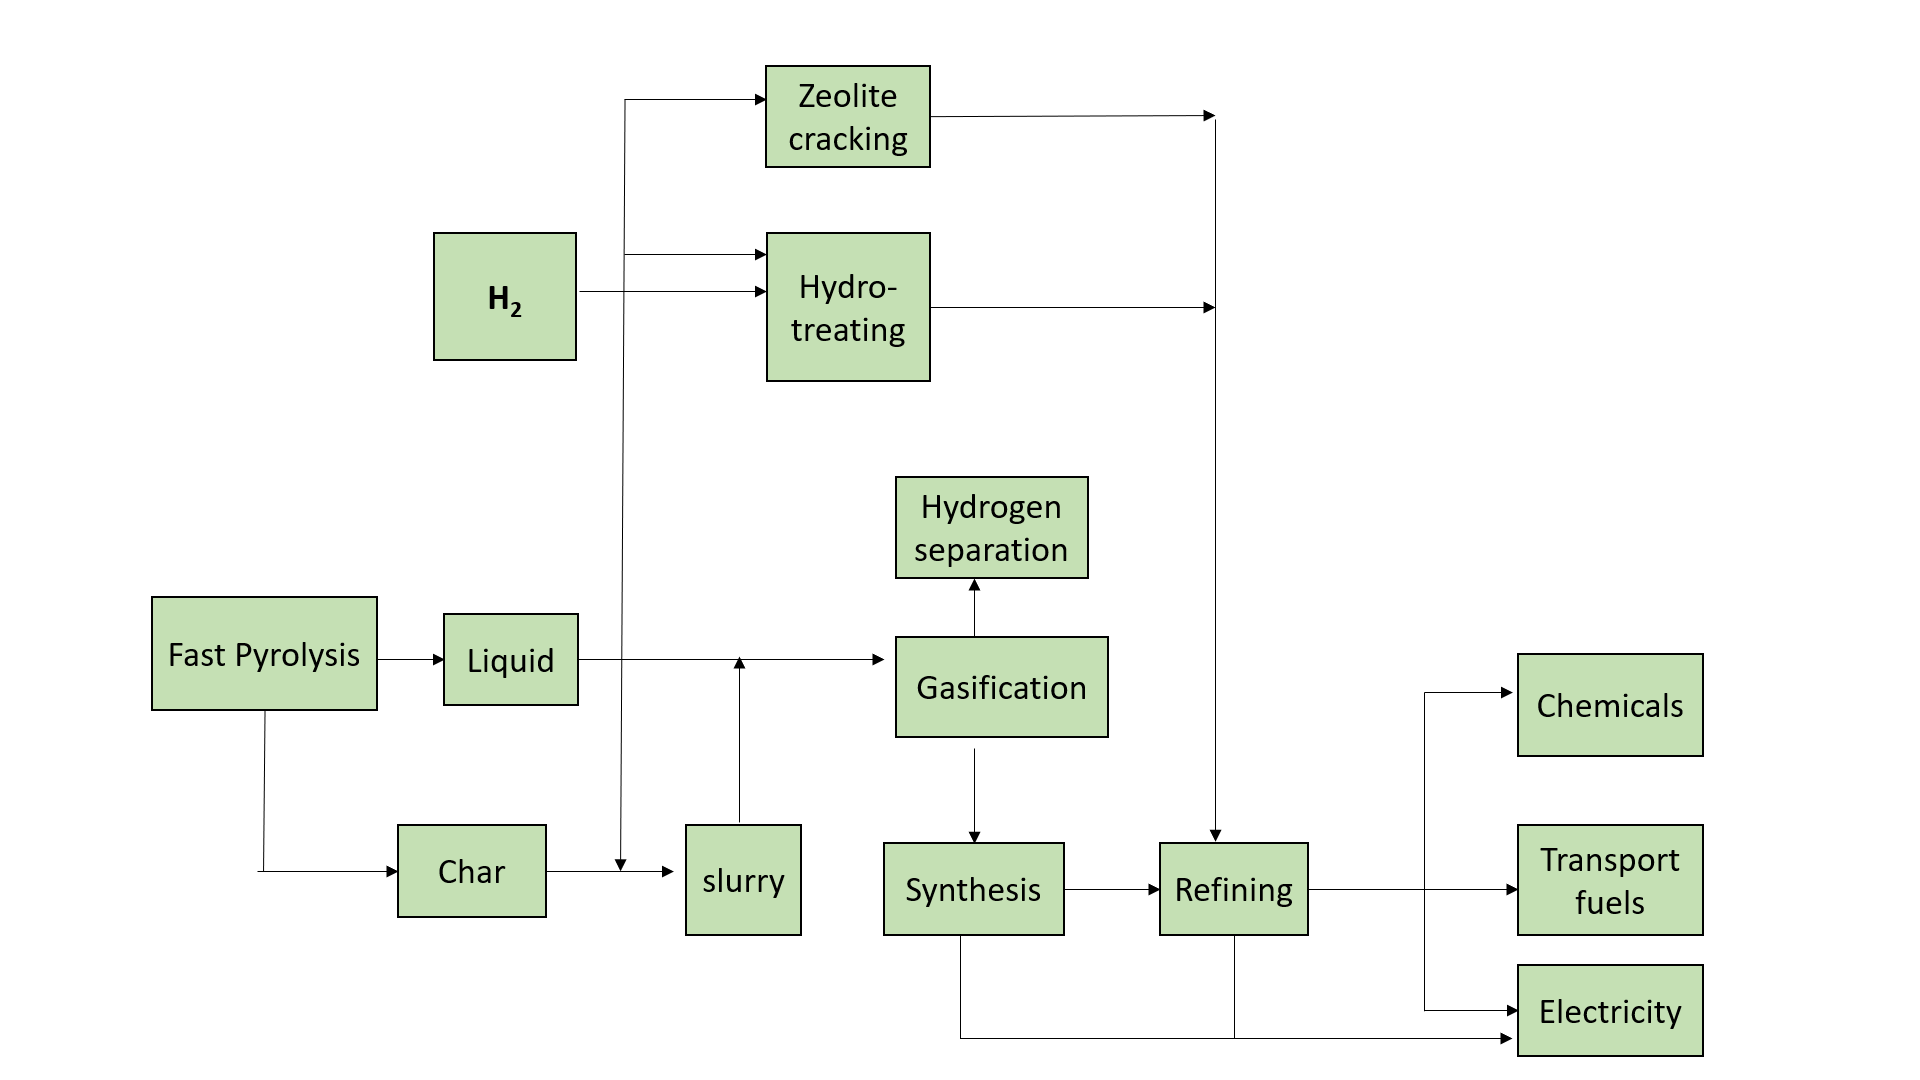 Zeolite
cracking
H₂
Hydro-
treating
Hydrogen
separation
Fast Pyrolysis
Liquid
Gasification
Chemicals
Char
slurry
Synthesis
Refining
Transport
fuels
Electricity